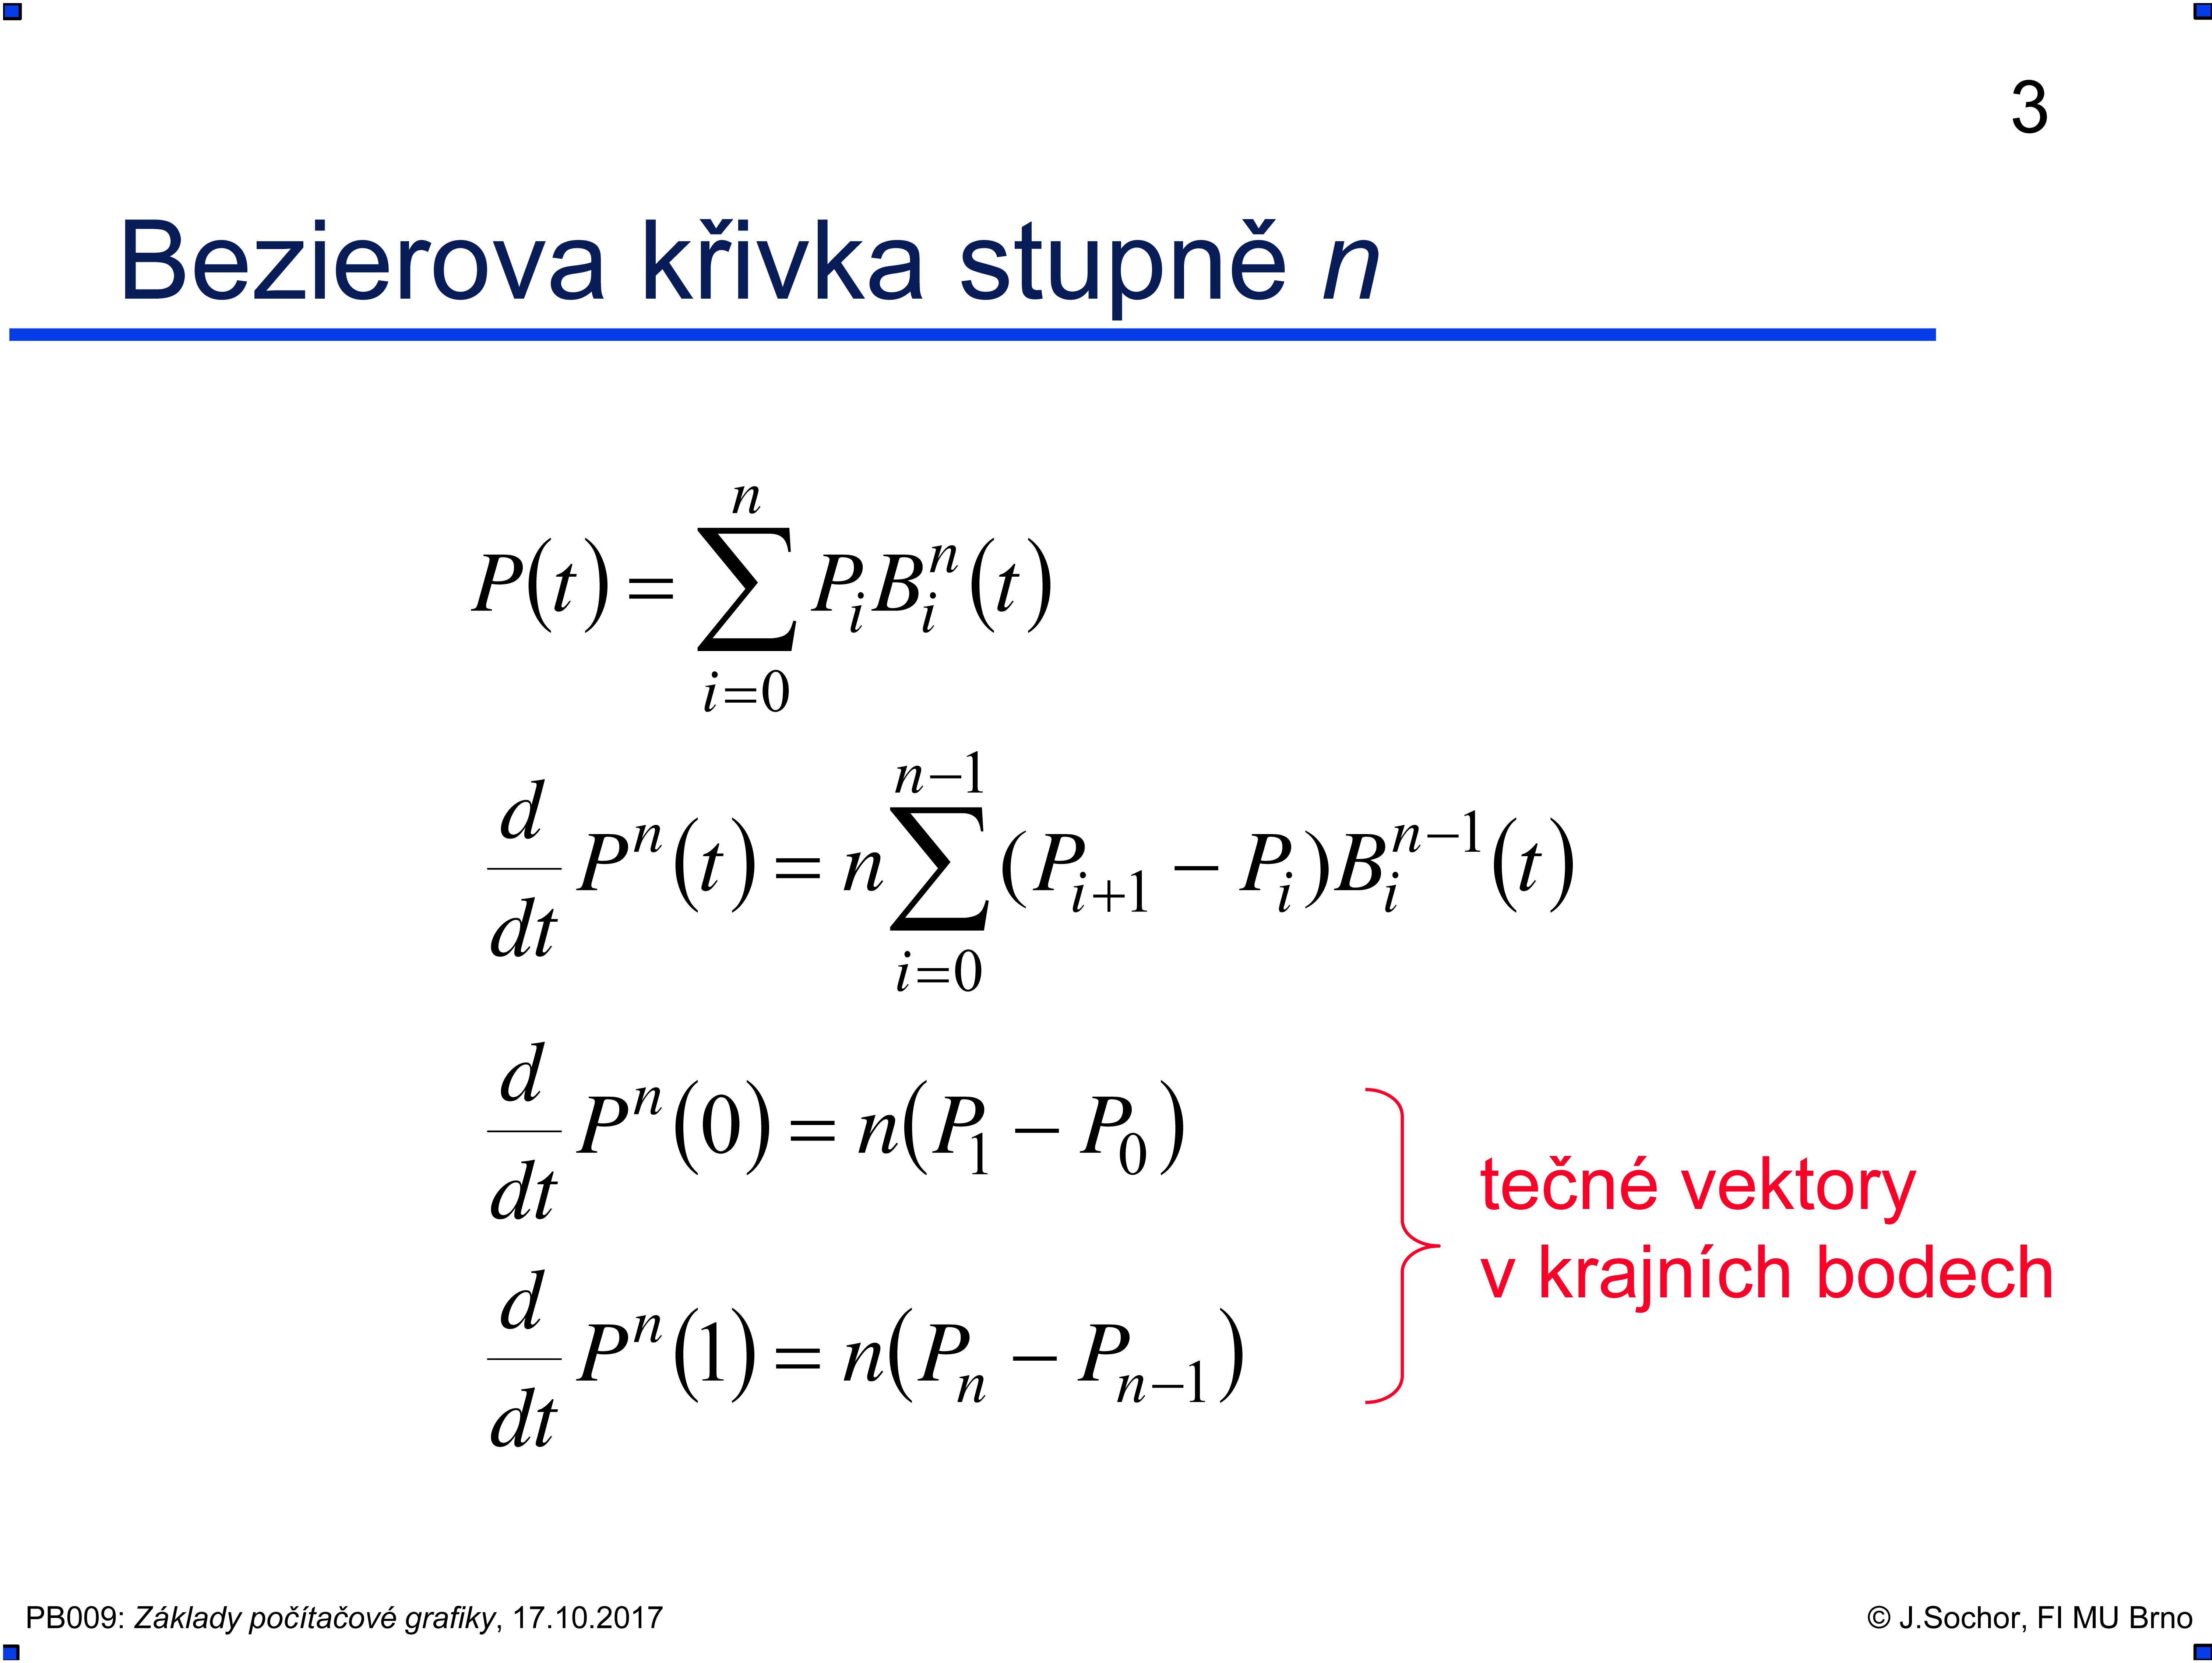 3
Bezierova křivka stupně n
P(t) = \sum_{i=0}^{n} P_i B_i^n(t)
\frac{d}{dt} P^n(t) = n \sum_{i=0}^{n-1} (P_{i+1} - P_i) B_i^{n-1}(t)
\frac{d}{dt} P^n(0) = n(P_1 - P_0)
\frac{d}{dt} P^n(1) = n(P_n - P_{n-1})
tečné vektory
v krajních bodech
PB009: Základy počítačové grafiky, 17.10.2017
© J.Sochor, FI MU Brno